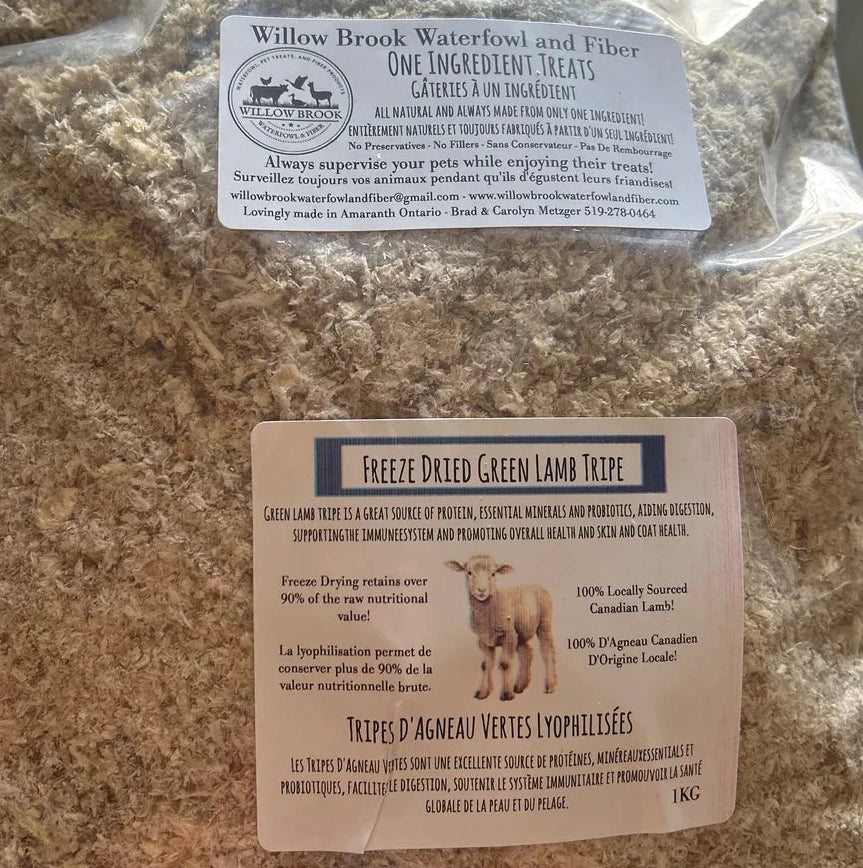 Willow Brook Waterfowl and Fiber
ONE INGREDIENT TREATS
GÂTERIES À UN INGRÉDIENT
WATERFOWL, PET TREATS, AND FIBER PRODUCTS
WILLOW BROOK
WATERFOWL & FIBER
ALL NATURAL AND ALWAYS MADE FROM ONLY ONE INGREDIENT!
ENTIÈREMENT NATURELS ET TOUJOURS FABRIQUÉS À PARTIR D'UN SEUL INGRÉDIENT!
No Preservatives - No Fillers - Sans Conservateur - Pas De Rembourrage
Always supervise your pets while enjoying their treats!
Surveillez toujours vos animaux pendant qu'ils d'égustent leurs friandises!
willowbrookwaterfowlandfiber@gmail.com - www.willowbrookwaterfowlandfiber.com
Lovingly made in Amaranth Ontario - Brad & Carolyn Metzger 519-278-0464
FREEZE DRIED GREEN LAMB TRIPE
GREEN LAMB TRIPE IS A GREAT SOURCE OF PROTEIN, ESSENTIAL MINERALS AND PROBIOTICS, AIDING DIGESTION,
SUPPORTINGTHE IMMUNEESYSTEM AND PROMOTING OVERALL HEALTH AND SKIN AND COAT HEALTH.
Freeze Drying retains over
90% of the raw nutritional
value!
La lyophilisation permet de
conserver plus de 90% de la
valeur nutritionnelle brute.
100% Locally Sourced
Canadian Lamb!
100% D'Agneau Canadien
D'Origine Locale!
TRIPES D'AGNEAU VERTES LYOPHILISÉES
LES TRIPES D'AGNEAU VERTES SONT UNE EXCELLENTE SOURCE DE PROTÉINES, MINÉREAUXESSENTIALS ET
PROBIOTIQUES, FACILITE LE DIGESTION, SOUTENIR LE SYSTÈME IMMUNITAIRE ET PROMOUVOIR LA SANTÉ
GLOBALE DE LA PEAU ET DU PELAGE.
1KG